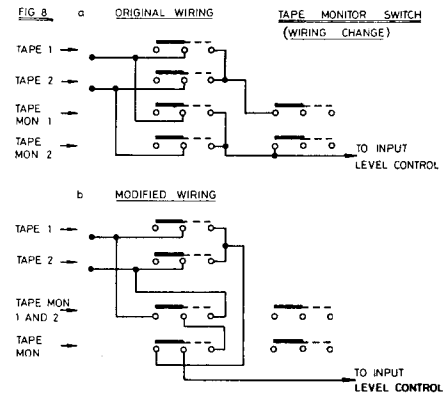 FIG 8 a ORIGINAL WIRING TAPE MONITOR SWITCH
(WIRING CHANGE)
TAPE 1
TAPE 2
TAPE
MON 1
TAPE
MON 2
TO INPUT
LEVEL CONTROL
b MODIFIED WIRING
TAPE 1
TAPE 2
TAPE MON
1 AND 2
TAPE
MON
TO INPUT
LEVEL CONTROL